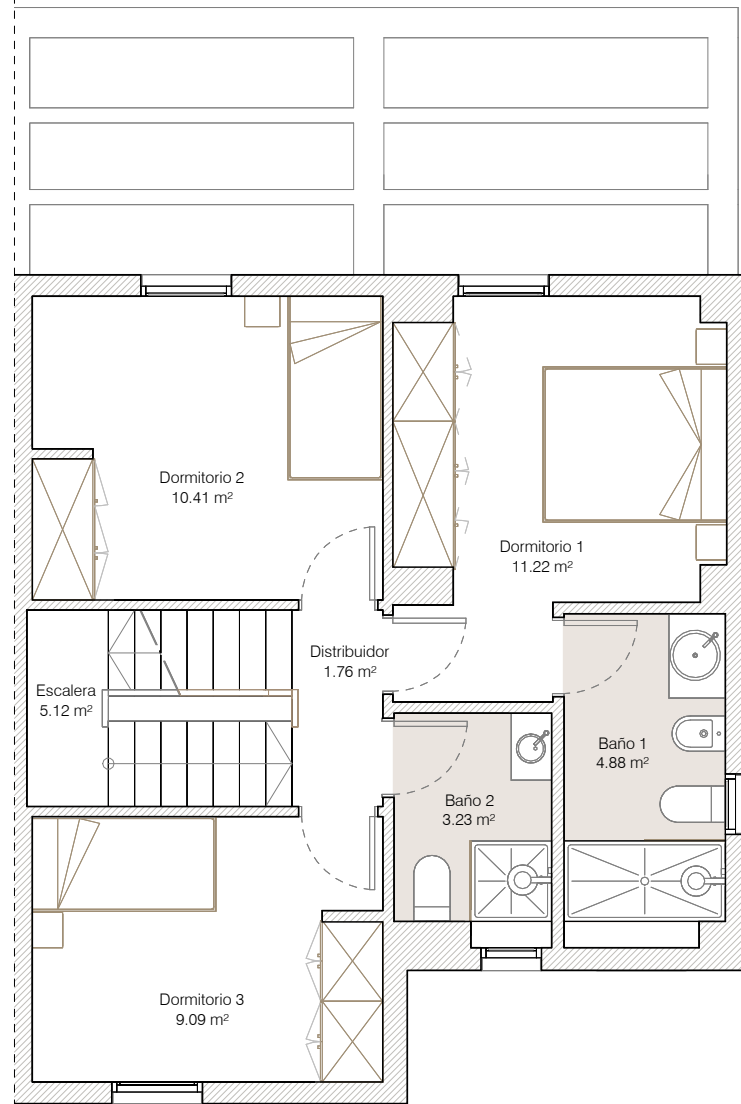 Dormitorio 2
10.41 m²
Dormitorio 1
11.22 m²
Distribuidor
1.76 m²
Escalera
5.12 m²
Baño 1
4.88 m²
Baño 2
3.23 m²
Dormitorio 3
9.09 m²